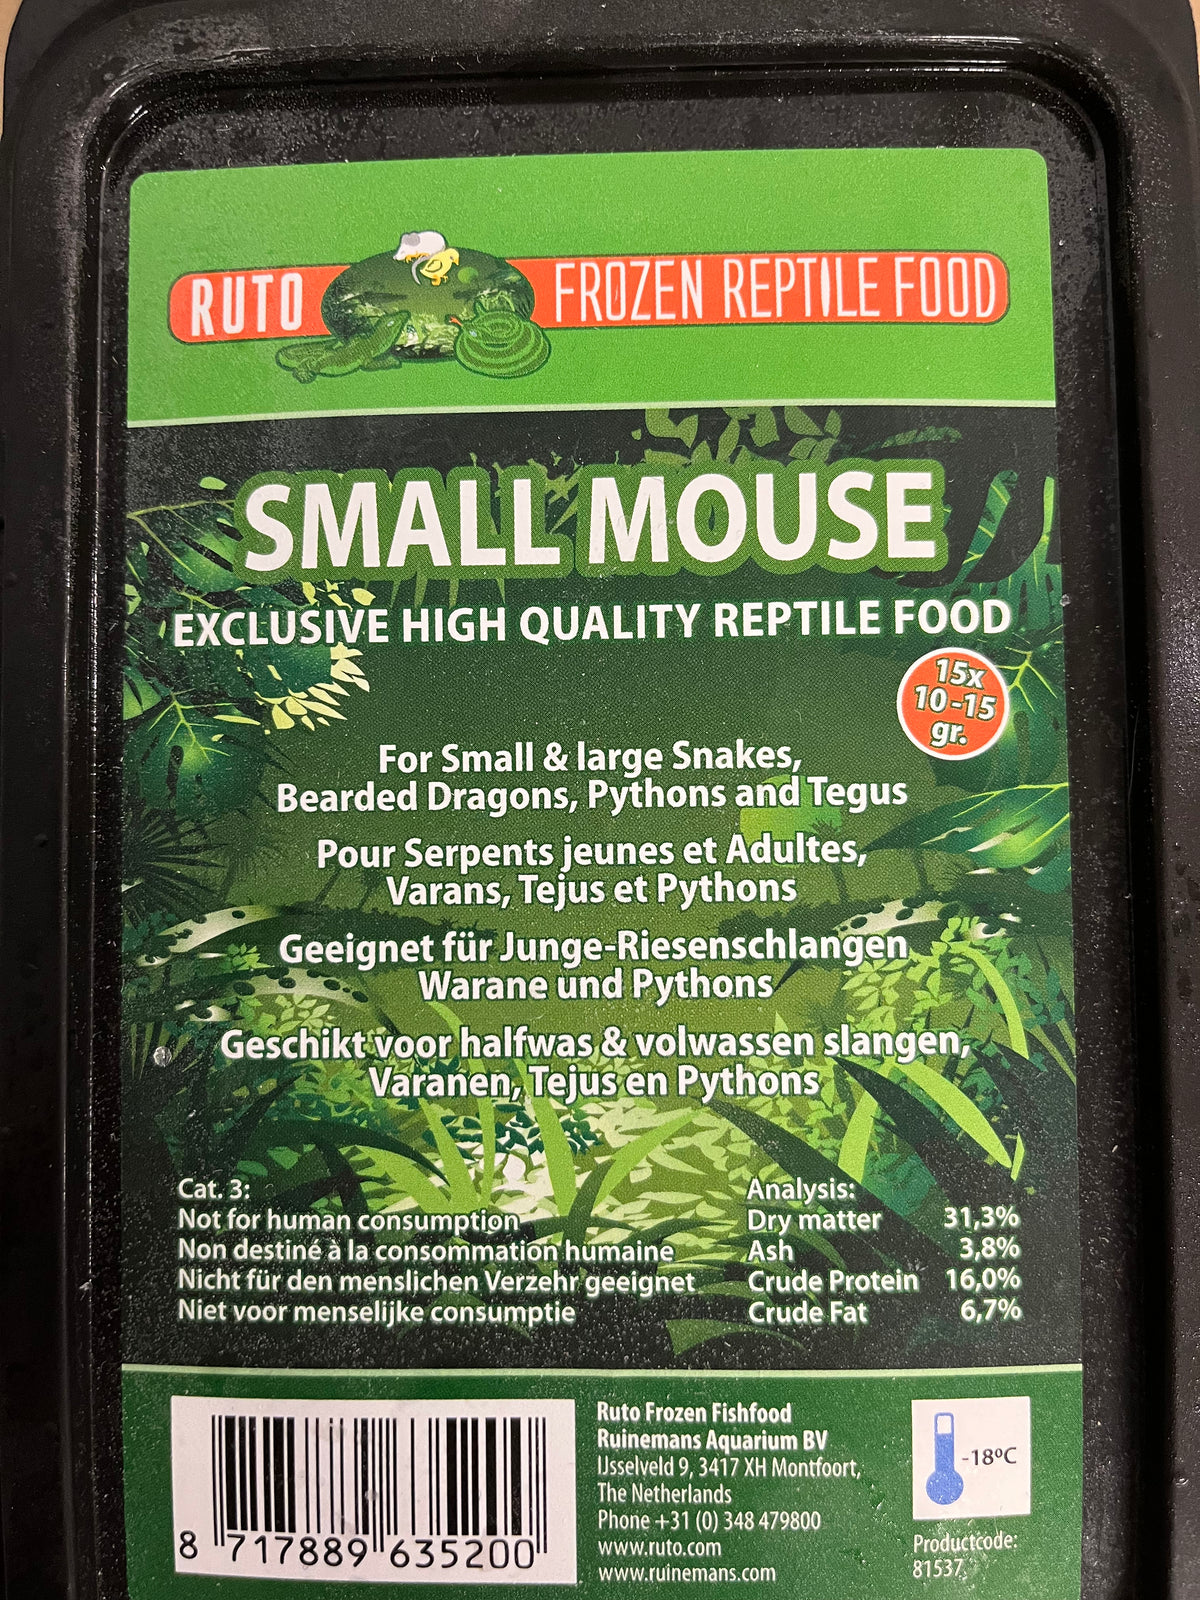 RUTO FROZEN REPTILE FOOD
SMALL MOUSE
EXCLUSIVE HIGH QUALITY REPTILE FOOD
15x
10-15
gr.
For Small & large Snakes,
Bearded Dragons, Pythons and Tegus
Pour Serpents jeunes et Adultes,
Varans, Tejus et Pythons
Geeignet für Junge-Riesenschlangen
Warane und Pythons
Geschikt voor halfwas & volwassen slangen,
Varanen, Tejus en Pythons
Cat. 3:
Not for human consumption
Non destiné à la consommation humaine
Nicht für den menslichen Verzehr geeignet
Niet voor menselijke consumptie
Analysis:
Dry matter 31,3%
Ash 3,8%
Crude Protein 16,0%
Crude Fat 6,7%
8 717889 635200
Ruto Frozen Fishfood
Ruinemans Aquarium BV
IJsselveld 9, 3417 XH Montfoort,
The Netherlands
Phone +31 (0) 348 479800
www.ruto.com
www.ruinemans.com
-18ºC
Productcode:
81537